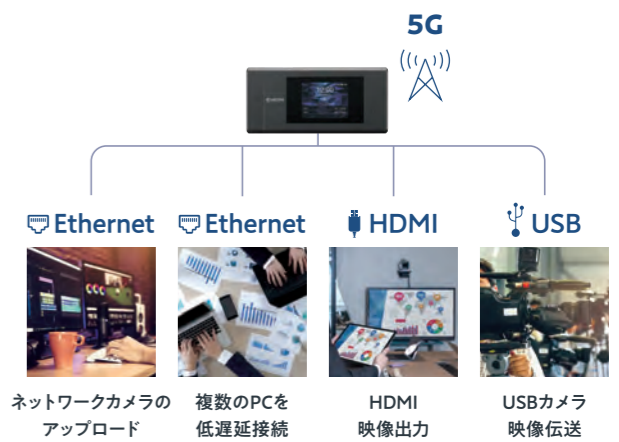 5G
Ethernet
Ethernet
HDMI
USB
ネットワークカメラの
アップロード
複数のPCを
低遅延接続
HDMI
映像出力
USBカメラ
映像伝送